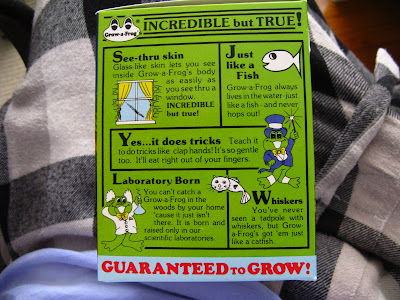 Grow-a-Frog
INCREDIBLE but TRUE!
See-thru skin
Glass-like skin lets you see
inside Grow-a-Frog's body
as easily as
you see thru a
window.
INCREDIBLE
but true!
Just
like a
Fish
Grow-a-Frog always
lives in the water-just
like a fish-and never
hops out!
Yes...it does tricks Teach it
to do tricks like clap hands! It's so gentle
too. It'll eat right out of your fingers.
Laboratory Born
You can't catch a
Grow-a-Frog in the
woods by your home
'cause it just isn't
there. It is born and
raised only in our
scientific laboratories.
Whiskers
You've never
seen a tadpole with
whiskers, but Grow-
a-Frog's got 'em just
like a catfish.
GUARANTEED TO GROW!